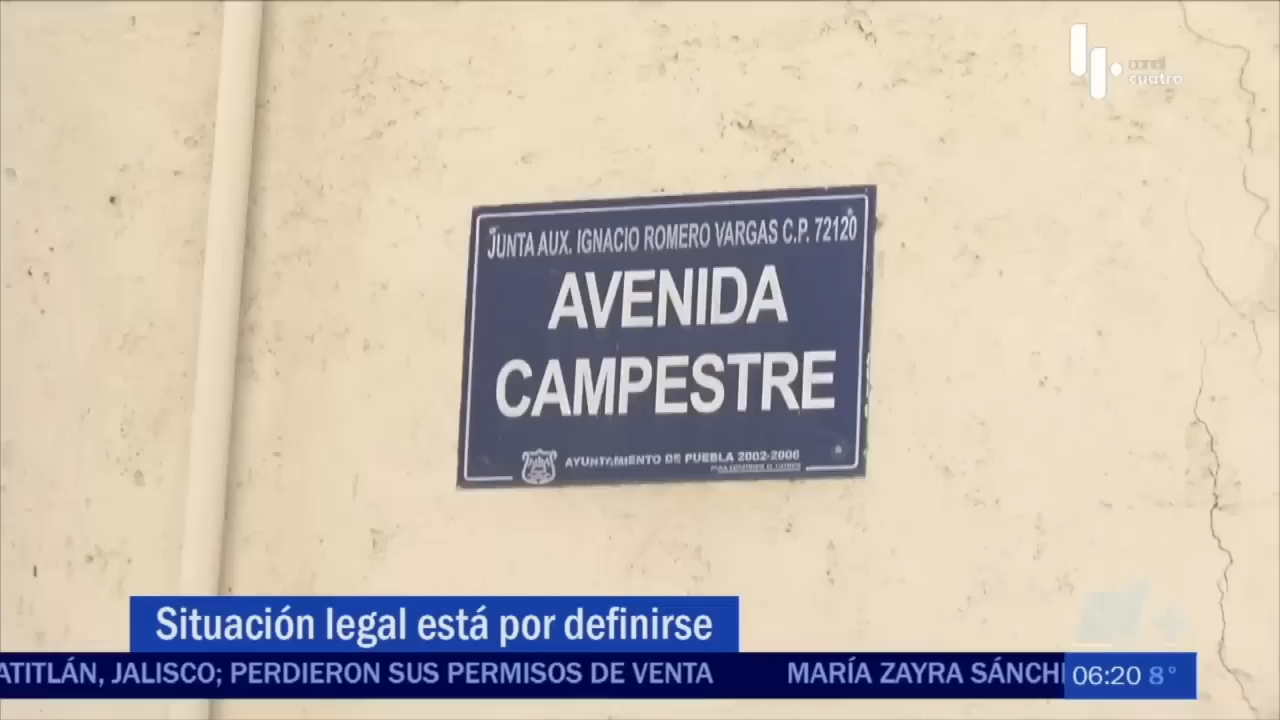 cuatro
JUNTA AUX. IGNACIO ROMERO VARGAS C.P. 72120
AVENIDA
CAMPESTRE
AYUNTAMIENTO DE PUEBLA 2002-2006
Situación legal está por definirse
ATITLÁN, JALISCO; PERDIERON SUS PERMISOS DE VENTA MARÍA ZAYRA SÁNCH
06:20 8°